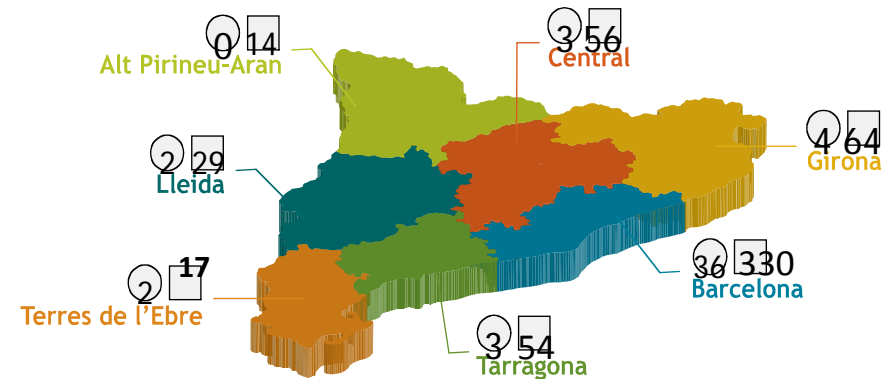 0 14
Alt Pirineu-Aran
3 56
Central
4 64
Girona
2 29
Lleida
36 330
Barcelona
2 17
Terres de l'Ebre
3 54
Tarragona